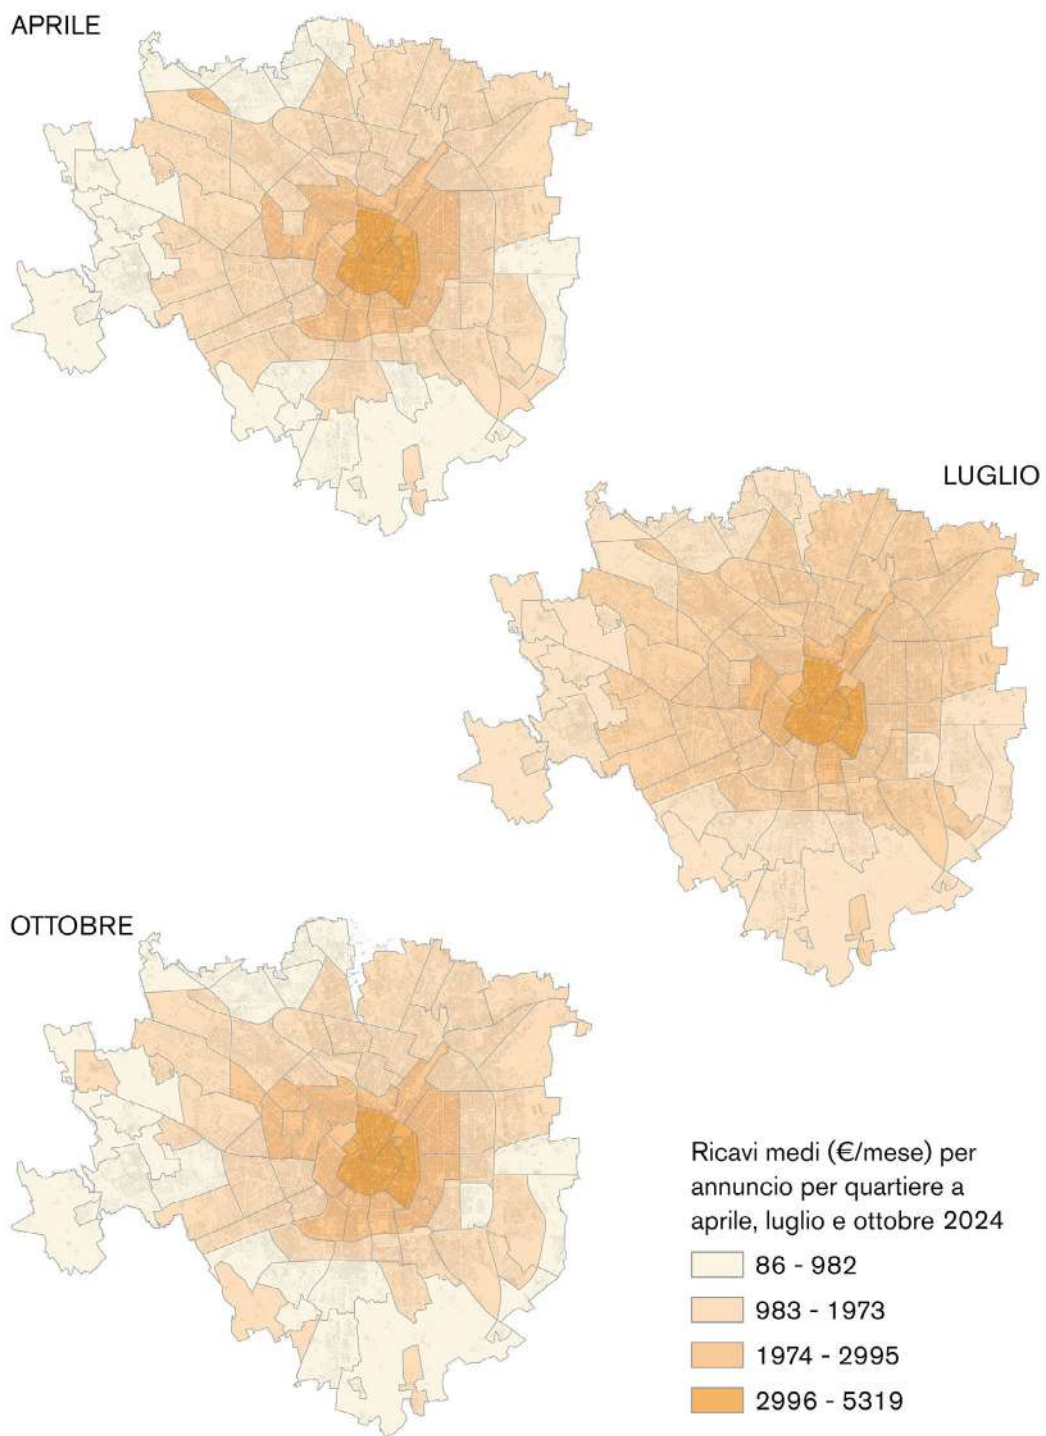 APRILE
LUGLIO
OTTOBRE
Ricavi medi (€/mese) per
annuncio per quartiere a
aprile, luglio e ottobre 2024
86 - 982
983 - 1973
1974 - 2995
2996 - 5319